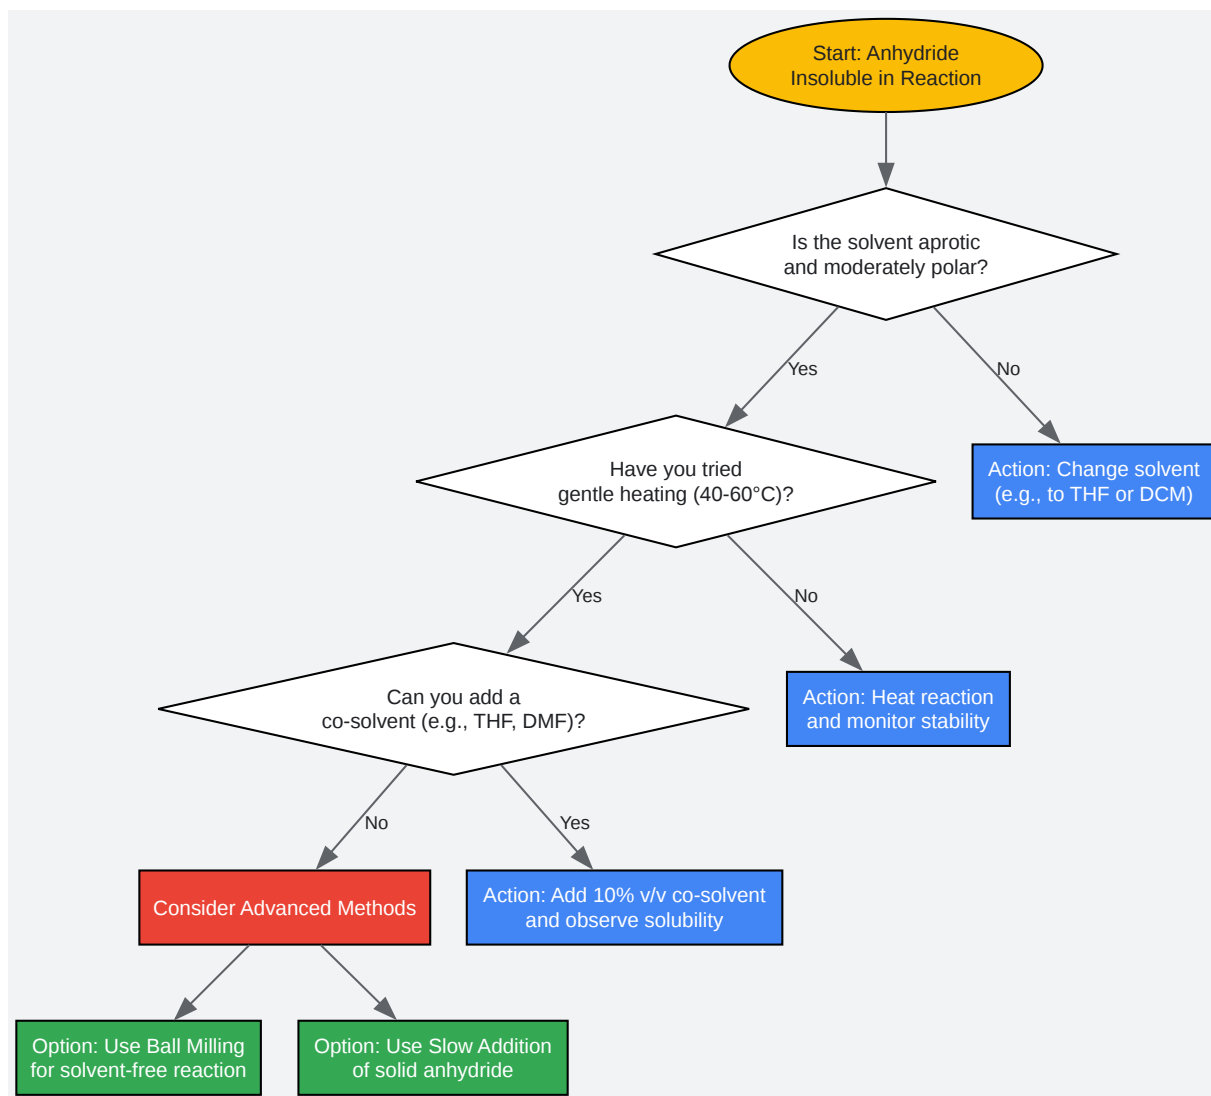 Start: Anhydride
Insoluble in Reaction
Is the solvent aprotic
and moderately polar?
Yes
No
Have you tried
gentle heating (40-60°C)?
Action: Change solvent
(e.g., to THF or DCM)
Yes
No
Can you add a
co-solvent (e.g., THF, DMF)?
Action: Heat reaction
and monitor stability
No
Yes
Consider Advanced Methods
Action: Add 10% v/v co-solvent
and observe solubility
Option: Use Ball Milling
for solvent-free reaction
Option: Use Slow Addition
of solid anhydride